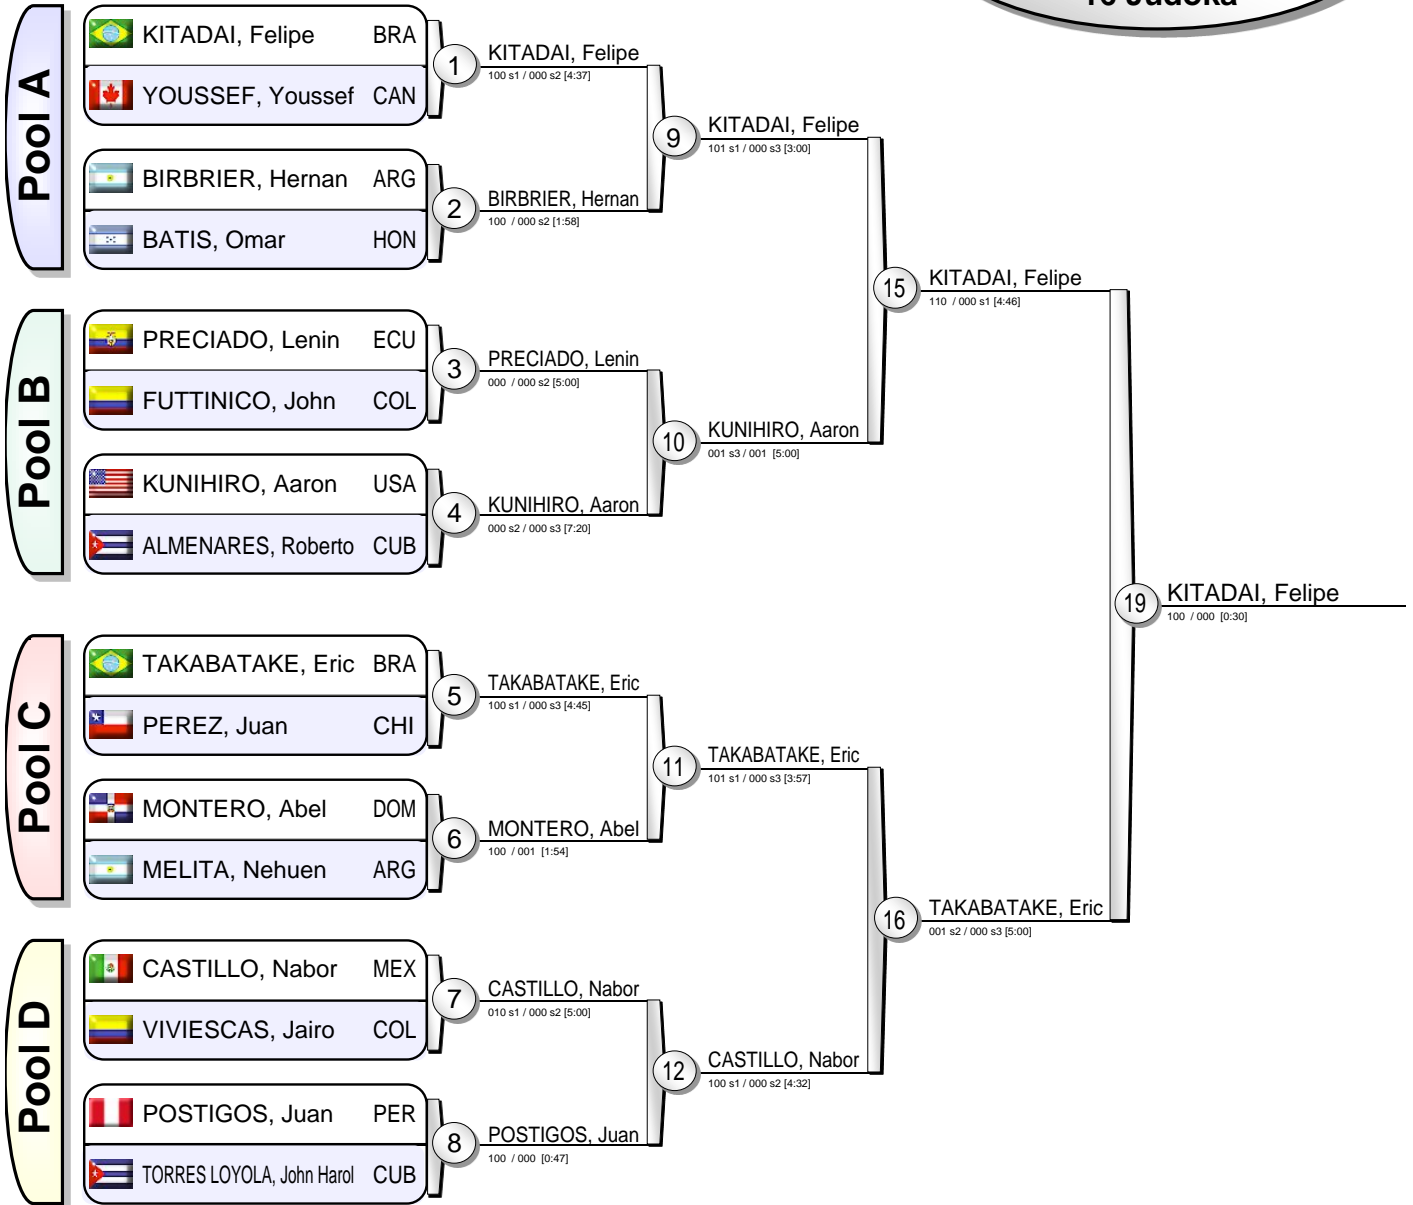 16 Judoka
Pool A
KITADAI, Felipe BRA
YOUSSEF, Youssef CAN
1
KITADAI, Felipe
100 s1 / 000 s2 [4:37]
BIRBRIER, Hernan ARG
BATIS, Omar HON
2
BIRBRIER, Hernan
100 / 000 s2 [1:58]
9
KITADAI, Felipe
101 s1 / 000 s3 [3:00]
Pool B
PRECIADO, Lenin ECU
FUTTINICO, John COL
3
PRECIADO, Lenin
000 / 000 s2 [5:00]
KUNIHIRO, Aaron USA
ALMENARES, Roberto CUB
4
KUNIHIRO, Aaron
000 s2 / 000 s3 [7:20]
10
KUNIHIRO, Aaron
001 s3 / 001 [5:00]
15
KITADAI, Felipe
110 / 000 s1 [4:46]
Pool C
TAKABATAKE, Eric BRA
PEREZ, Juan CHI
5
TAKABATAKE, Eric
100 s1 / 000 s3 [4:45]
MONTERO, Abel DOM
MELITA, Nehuen ARG
6
MONTERO, Abel
100 / 001 [1:54]
11
TAKABATAKE, Eric
101 s1 / 000 s3 [3:57]
Pool D
CASTILLO, Nabor MEX
VIVIESCAS, Jairo COL
7
CASTILLO, Nabor
010 s1 / 000 s2 [5:00]
POSTIGOS, Juan PER
TORRES LOYOLA, John Harol CUB
8
POSTIGOS, Juan
100 / 000 [0:47]
12
CASTILLO, Nabor
100 s1 / 000 s2 [4:32]
16
TAKABATAKE, Eric
001 s2 / 000 s3 [5:00]
19
KITADAI, Felipe
100 / 000 [0:30]